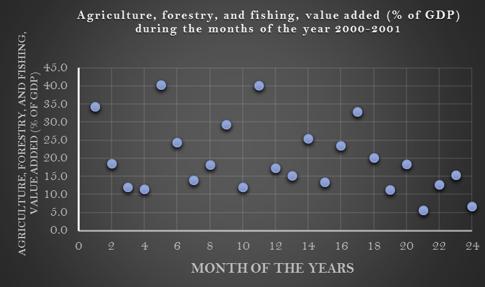 Agriculture, forestry, and fishing, value added (% of GDP)
during the months of the year 2000-2001
AGRICULTURE, FORESTRY, AND FISHING,
VALUE ADDED (% OF GDP)
45.0
40.0
35.0
30.0
25.0
20.0
15.0
10.0
5.0
0.0
0 2 4 6 8 10 12 14 16 18 20 22 24
MONTH OF THE YEARS